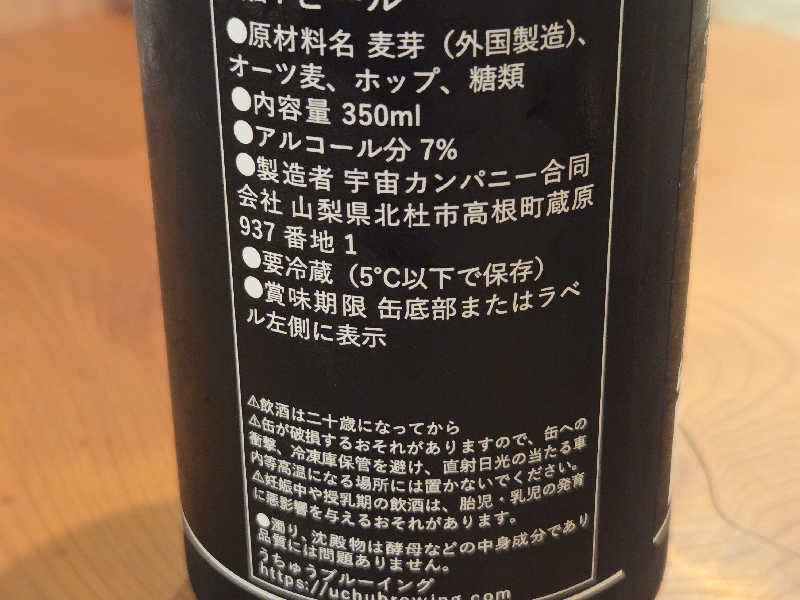 ビール
●原材料名 麦芽（外国製造）、
オーツ麦、ホップ、糖類
●内容量 350ml
●アルコール分 7%
●製造者 宇宙カンパニー合同
会社 山梨県北杜市高根町蔵原
937 番地 1
●要冷蔵（5°C以下で保存）
●賞味期限 缶底部またはラベ
ル左側に表示
⚠飲酒は二十歳になってから
⚠缶が破損するおそれがありますので、缶への
衝撃、冷凍庫保管を避け、直射日光の当たる車
内等高温になる場所には置かないでください。
⚠妊娠中や授乳期の飲酒は、胎児・乳児の発育
に悪影響を与えるおそれがあります。
●濁り、沈殿物は酵母などの中身成分であり
品質には問題ありません。
うちゅうブルーイング
https://uchubrewing.com